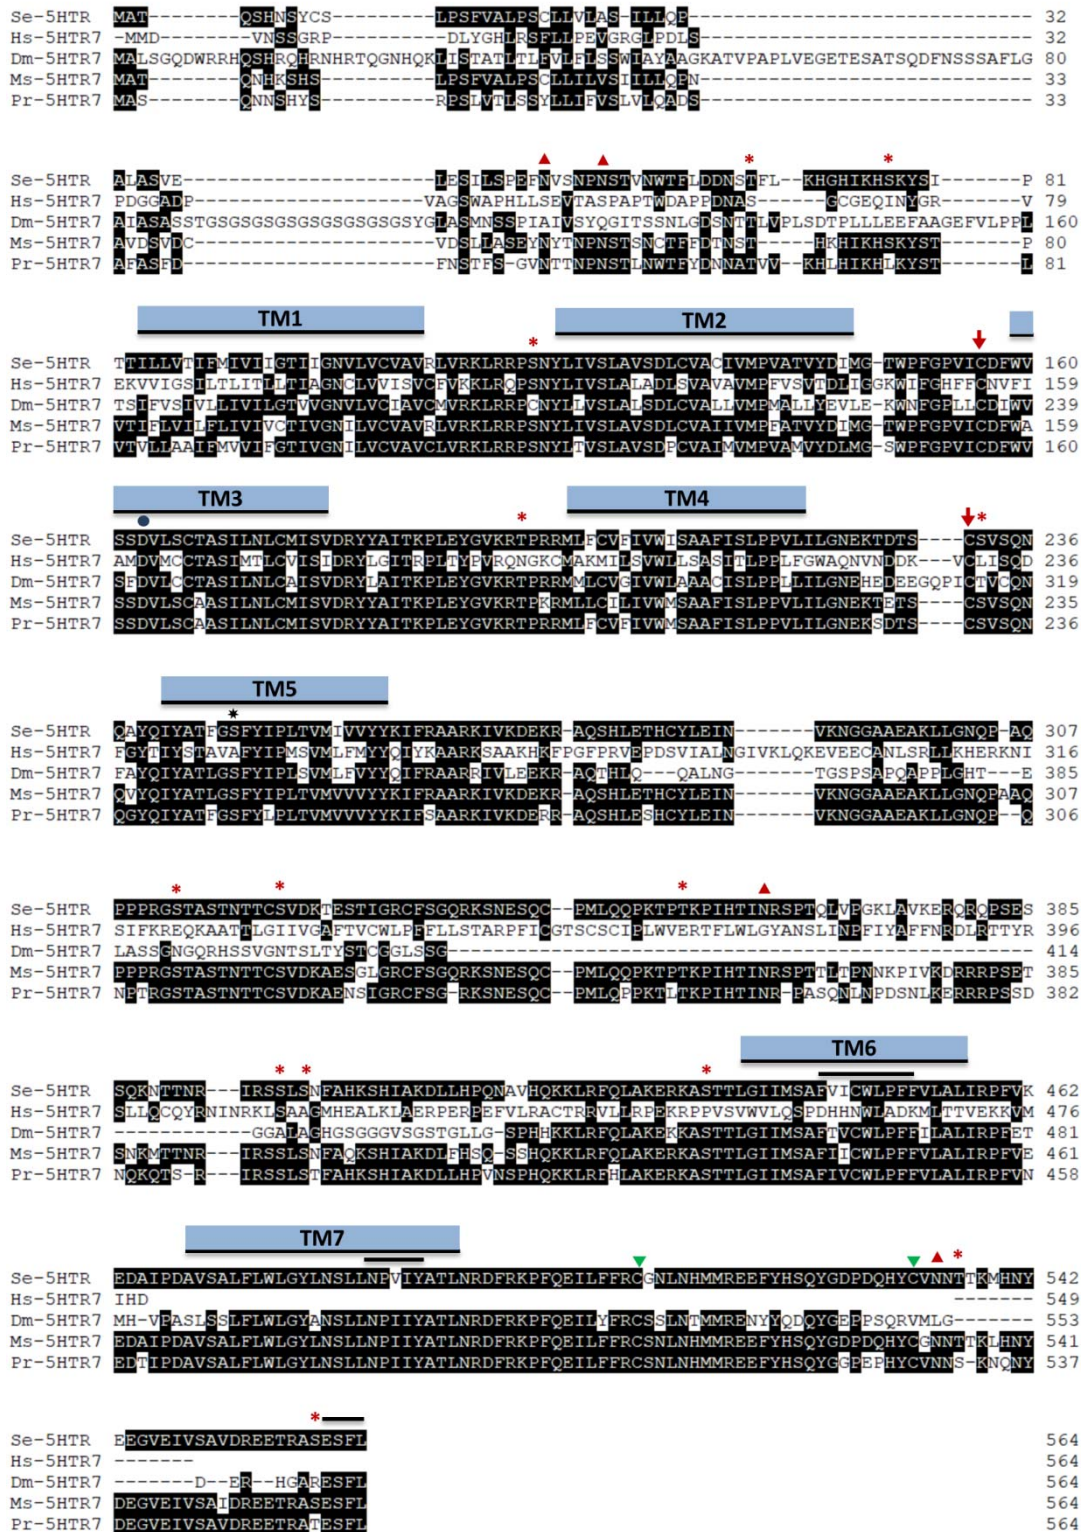 Se-5HTR MAT----------QSHNSYCS----------LPSFVALPSCLLVLAS-ILLQP----------------------------- 32
Hs-5HTR7 -MMD---------VNSSGRP----------DLYGHLRSFLLPEVGRGLPDLS----------------------------- 32
Dm-5HTR7 MALSGQDWRRHQSHRQHRNHRTQGNHQKLISTATLTLFVLFLSSWIAYAAGKATVPAPLVEGETESATSQDFNSSSAFLG 80
Ms-5HTR7 MAT----------QNHKSHS----------LPSFVALPSCLLILVSIILLQPN----------------------------- 33
Pr-5HTR7 MAS----------QNNSHYS----------RPSLVTLSSYLLIFVSLVLQADS----------------------------- 33
Se-5HTR ALASVE----------------------LESILSPEFNVSNPNSTVNWTFLDDNSTFL--KHGHIKHSKYSI------P 81
Hs-5HTR7 PDGGADP---------------------VAGSWAPHLLSEVTASPAPTWDAPPDNAS------GCGEQINYGR------V 79
Dm-5HTR7 AIASASSTGSGSGSGSGSGSGSGSGSYGLASMNSSPIAIVSYQGITSSNLGDSNTTLVPLSDTPLLLEEFAAGEFVLPPL 160
Ms-5HTR7 AVDSVDC---------------------VDSLLASEYNYTNPNSTSNCTFFDTNST-----HKHIKHSKYST------P 80
Pr-5HTR7 AFASFD----------------------FNSTFS-GVNTTNPNSTLNWTFYDNNATVV--KHLHIKHLKYST------L 81
TM1 TM2
Se-5HTR TTILLVTIFMIVIIGTIIGNVLVCVAVRLVRKLRRPSNYLIVSLAVSDLCVACIVMPVATVYDIMG-TWPFGPVICDFWV 160
Hs-5HTR7 EKVVIGSILTLITLLTIAGNCLVVISVCFVKKLRQPSNYLIVSLALADLSVAVAVMPFVSVTDLIGGKWIFGHFFCNVFI 159
Dm-5HTR7 TSIFVSIVLLIVILGTVVGNVLVCIAVCMVRKLRRPCNYLLVSLALSDLCVALLVMPMALLYEVLE-KWNFGPLLCDIWV 239
Ms-5HTR7 VTIFLVILFLIVIVCTIVGNILVCVAVRLVRKLRRPSNYLIVSLAVSDLCVAIIVMPFATVYDIMG-TWPFGPVICDFWA 159
Pr-5HTR7 VTVLLAAIFMVVIFGTIVGNILVCVAVCLVRKLRRPSNYLTVSLAVSDPCVAIMVMPVAMVYDLMG-SWPFGPVICDFWV 160
TM3 TM4
Se-5HTR SSDVLSCTASILNLCMISVDRYYAITKPLEYGVKRTPRRMLFCVFIVWISAAFISLPPVLILGNEKTDTS----CSVSQN 236
Hs-5HTR7 AMDVMCCTASIMTLCVISIDRYLGITRPLTYPVRQNGKCMAKMILSVWLLSASITLPPLFGWAQNVNDDK---VCLISQD 236
Dm-5HTR7 SFDVLCCTASILNLCAISVDRYLAITKPLEYGVKRTPRRMMLCVGIVWLAAACISLPPLLILGNEHEDEEGQPICTVCQN 319
Ms-5HTR7 SSDVLSCAASILNLCMISVDRYYAITKPLEYGVKRTPKRMLLCILIVWMSAAFISLPPVLILGNEKTETS----CSVSQN 235
Pr-5HTR7 SSDVLSCAASILNLCMISVDRYYAITKPLEYGVKRTPRRMLFCVFIVWMSAAFISLPPVLILGNEKSDTS----CSVSQN 236
TM5
Se-5HTR QAYQIYATFGSFYIPLTVMIVVYYKIFRAARKIVKDEKR-AQSHLETHCYLEIN-------VKNGGAAEAKLLGNQP-AQ 307
Hs-5HTR7 FGYTIYSTAVAFYIPMSVMLFMYYQIYKAARKSAAKHKFPGFPRVEPDSVIALNGIVKLQKEVEECANLSRLLKHERKNI 316
Dm-5HTR7 FAYQIYATLGSFYIPLSVMLFVYYQIFRAARRIVLEEKR-AQTHLQ---QALNG-------TGSPSAPQAPPLGHT---E 385
Ms-5HTR7 QVYQIYATLGSFYIPLTVMVVVYYKIFRAARKIVKDEKR-AQSHLETHCYLEIN-------VKNGGAAEAKLLGNQPAAQ 307
Pr-5HTR7 QGYQIYATFGSFYLPLTVMVVVYYKIFSAARKIVKDERR-AQSHLESHCYLEIN-------VKNGGAAEAKLLGNQP--Q 306
Se-5HTR PPPRGSTASTNTTCSVDKTESTIGRCFSGQRKSNESQC--PMLQQPKTPTKPIHTINRSPTQLVPGKLAVKERQRQPSES 385
Hs-5HTR7 SIFKREQKAATTLGIIVGAFTVCWLPFFLLSTARPFICGTSCSCIPLWVERTFLWLGYANSLINPFIYAFFNRDLRTTYR 396
Dm-5HTR7 LASSGNGQRHSSVGNTSLTYSTCGGLSSG--------------------------------------------------- 414
Ms-5HTR7 PPPRGSTASTNTTCSVDKAESGLGRCFSGQRKSNESQC--PMLQQPKTPTKPIHTINRSPTTLTPNNKPIVKDRRRPSET 387
Pr-5HTR7 NPTRGSTASTNTTCSVDKAENSIGRCFSG-RKSNESQC--PMLQPPKTLTKPIHTINR-PASQNLNPDSNLKERRRPSSD 382
TM6
Se-5HTR SQKNTTNR---IRSSLSNFAHKSHIAKDLLHPQNAVHQKKLRFQLAKERKASTTLGIIMSAFVICWLPFFVLALIRPFVK 462
Hs-5HTR7 SLLQCQYRNINRKLSAAGMHEALKLAERPERPEFVLRACTRRVLLRPEKRPPVSVWVLQSPDHHNWLADKMLTTVEKKVM 476
Dm-5HTR7 -------------GGALAGHGSGGGVSGSTGLLG-SPHHKKLRFQLAKEKKASTTLGIIMSAFTVCWLPFFILALIRPFET 481
Ms-5HTR7 SNKMTTNR---IRSSLSNFAQKSHIAKDLFHSQ-SSHQKKLRFQLAKERKASTTLGIIMSAFIICWLPFFVLALIRPFVE 461
Pr-5HTR7 NQKQTS-R---IRSSLSTFAHKSHIAKDLLHPVNSPHQKKLRFHLAKERKASTTLGIIMSAFIVCWLPFFVLALIRPFVN 458
TM7
Se-5HTR EDAIPDAVSALFLWLGYLNSLLNPVIYATLNRDFRKPFQEILFFRCGNLNHMMREEFYHSQYGDPDQHYCVNNTTKMHNY 542
Hs-5HTR7 IHD------- 549
Dm-5HTR7 MH-VPASLSSLFLWLGYANSLLNPIIYATLNRDFRKPFQEILYFRCSSLNTMMRENYYQDQYGEPPSQRVMLG------- 553
Ms-5HTR7 EDAIPDAVSALFLWLGYLNSLLNPIIYATLNRDFRKPFQEILFFRCSNLNHMMREEFYHSQYGDPDQHYCGNNTTKLHNY 541
Pr-5HTR7 EDTIPDAVSALFLWLGYLNSLLNPIIYATLNRDFRKPFQEILFFRCSNLNHMMREEFYHSQYGGPEPHYCVNNS-KNQNY 537
Se-5HTR EEGVEIVSAVDREETRASESFL 564
Hs-5HTR7 ------- 564
Dm-5HTR7 -------D--ER--HGARESFL 564
Ms-5HTR7 DEGVEIVSAIDREETRASESFL 564
Pr-5HTR7 DEGVEIVSAVDREETRATESFL 564